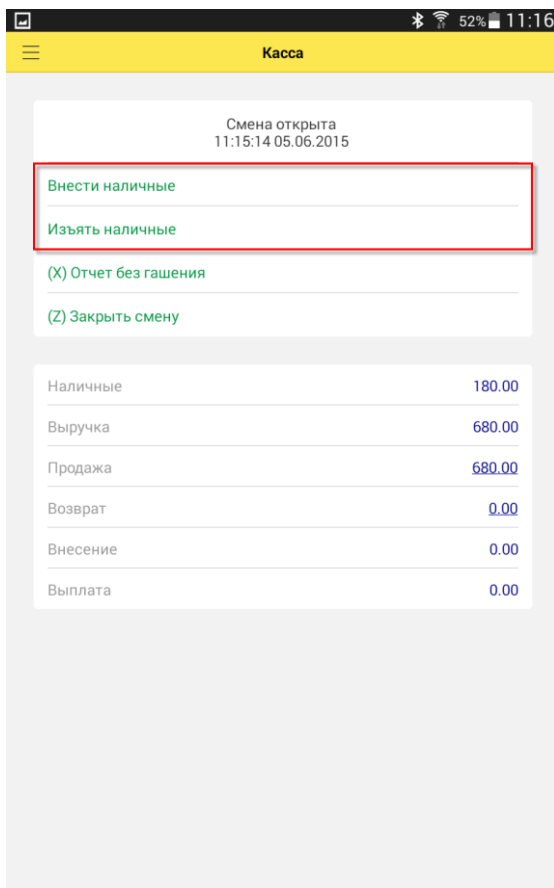 52% 11:16
Касса
Смена открыта
11:15:14 05.06.2015
Внести наличные
Изъять наличные
(X) Отчет без гашения
(Z) Закрыть смену
Наличные 180.00
Выручка 680.00
Продажа 680.00
Возврат 0.00
Внесение 0.00
Выплата 0.00